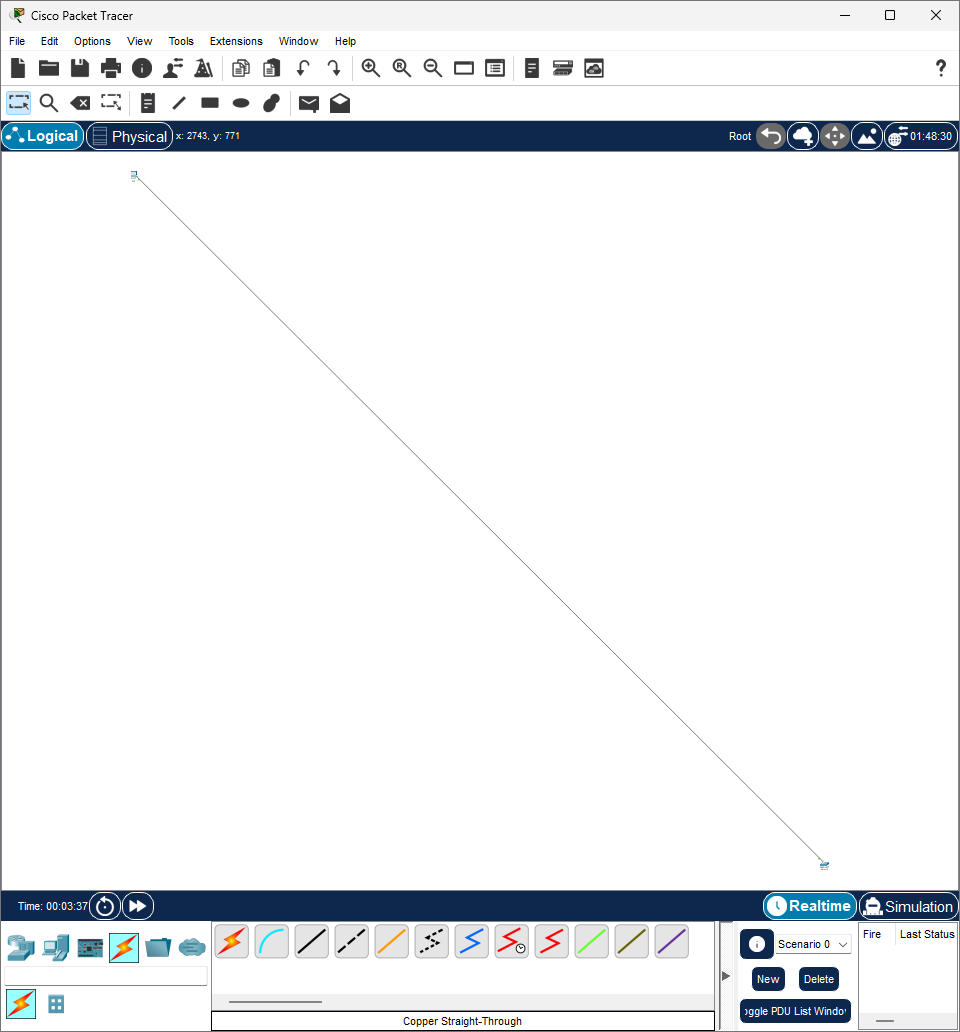 Cisco Packet Tracer
File Edit Options View Tools Extensions Window Help
R
?
Logical Physical x: 2743, y: 771 Root 01:48:30
Time: 00:03:37 Realtime Simulation
Scenario 0 Fire Last Status
New Delete
oggle PDU List Windo
Copper Straight-Through